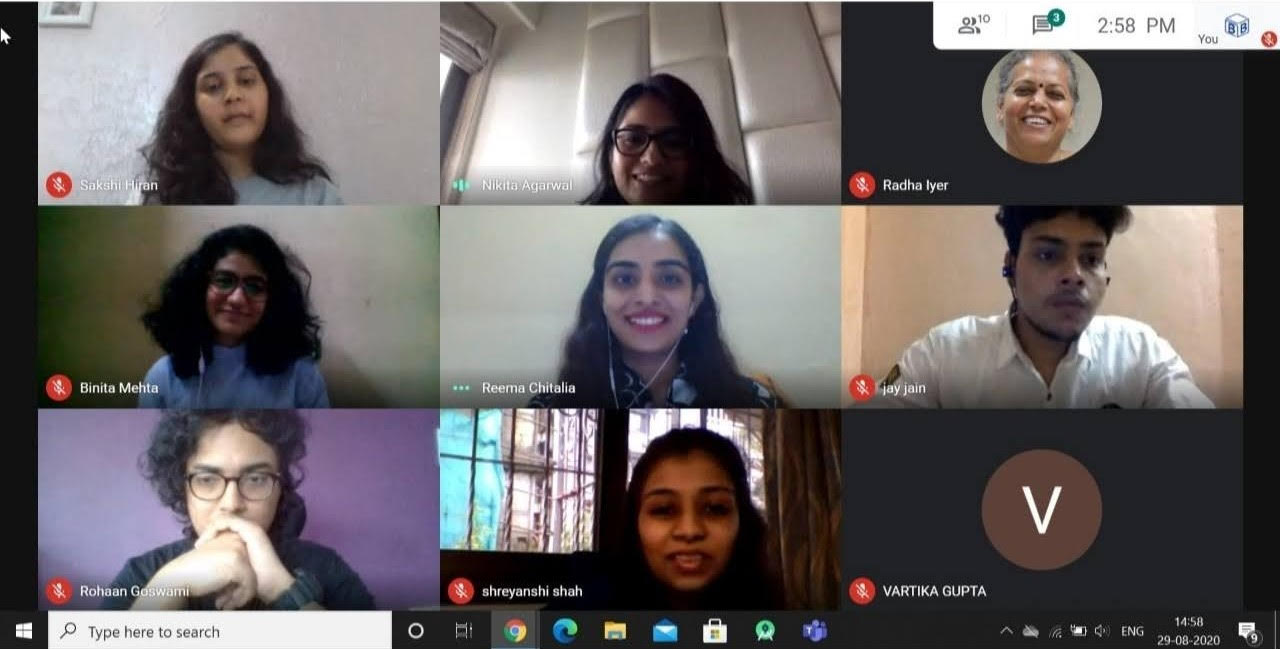 10
3
2:58 PM
You
Sakshi Hiran
Nikita Agarwal
Radha Iyer
Binita Mehta
Reema Chitalia
jay jain
V
Rohaan Goswami
shreyanshi shah
VARTIKA GUPTA
Type here to search
ENG
14:58
29-08-2020
9